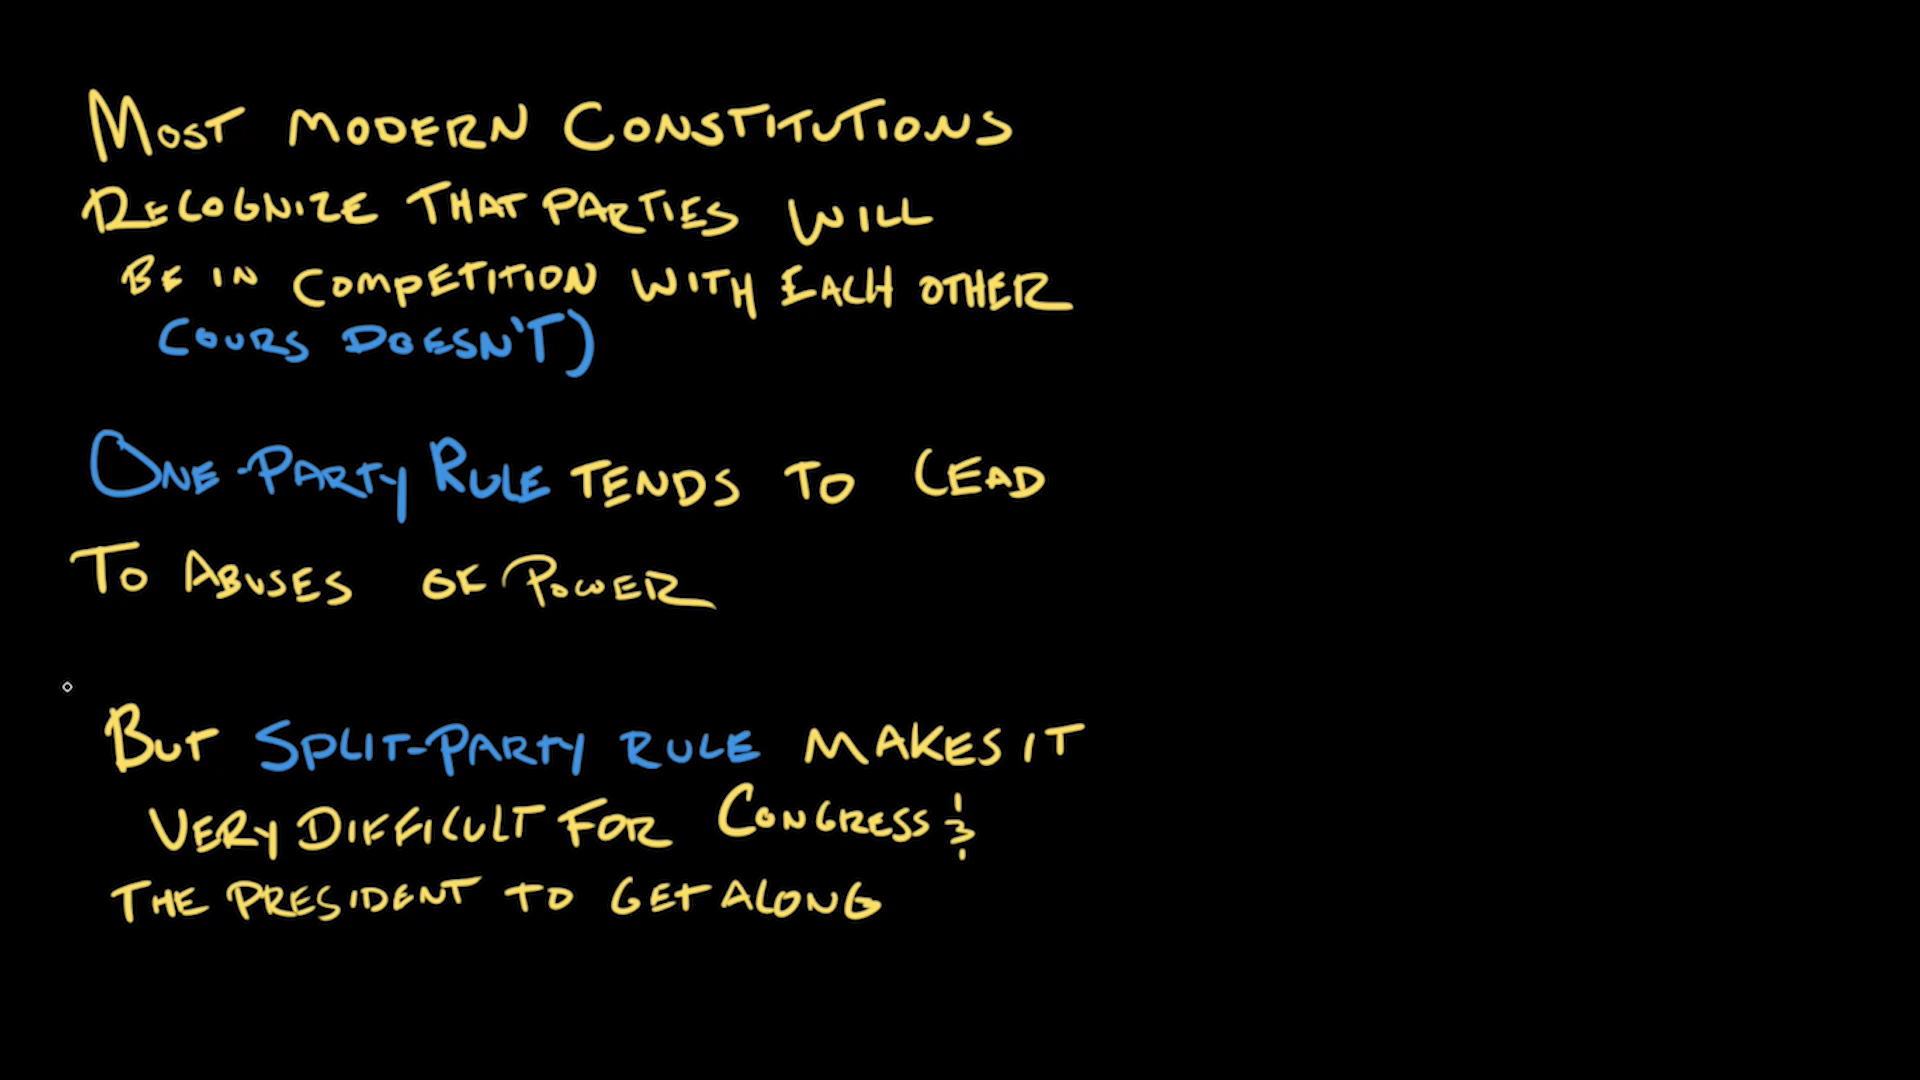 MOST MODERN CONSTITUTIONS
RECOGNIZE THAT PARTIES WILL
BE IN COMPETITION WITH EACH OTHER
(OURS DOESN'T)
ONE-PARTY RULE TENDS TO LEAD
TO ABUSES OF POWER
BUT SPLIT-PARTY RULE MAKES IT
VERY DIFFICULT FOR CONGRESS &
THE PRESIDENT TO GET ALONG